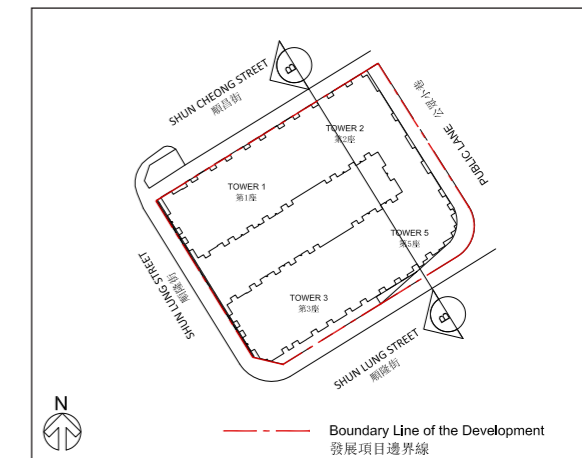 SHUN CHEONG STREET
順昌街
B
公眾小巷
PUBLIC LANE
TOWER 2
第2座
TOWER 1
第1座
TOWER 5
第5座
SHUN LUNG STREET
順隆街
TOWER 3
第3座
B
SHUN LUNG STREET
順隆街
N
Boundary Line of the Development
發展項目邊界線